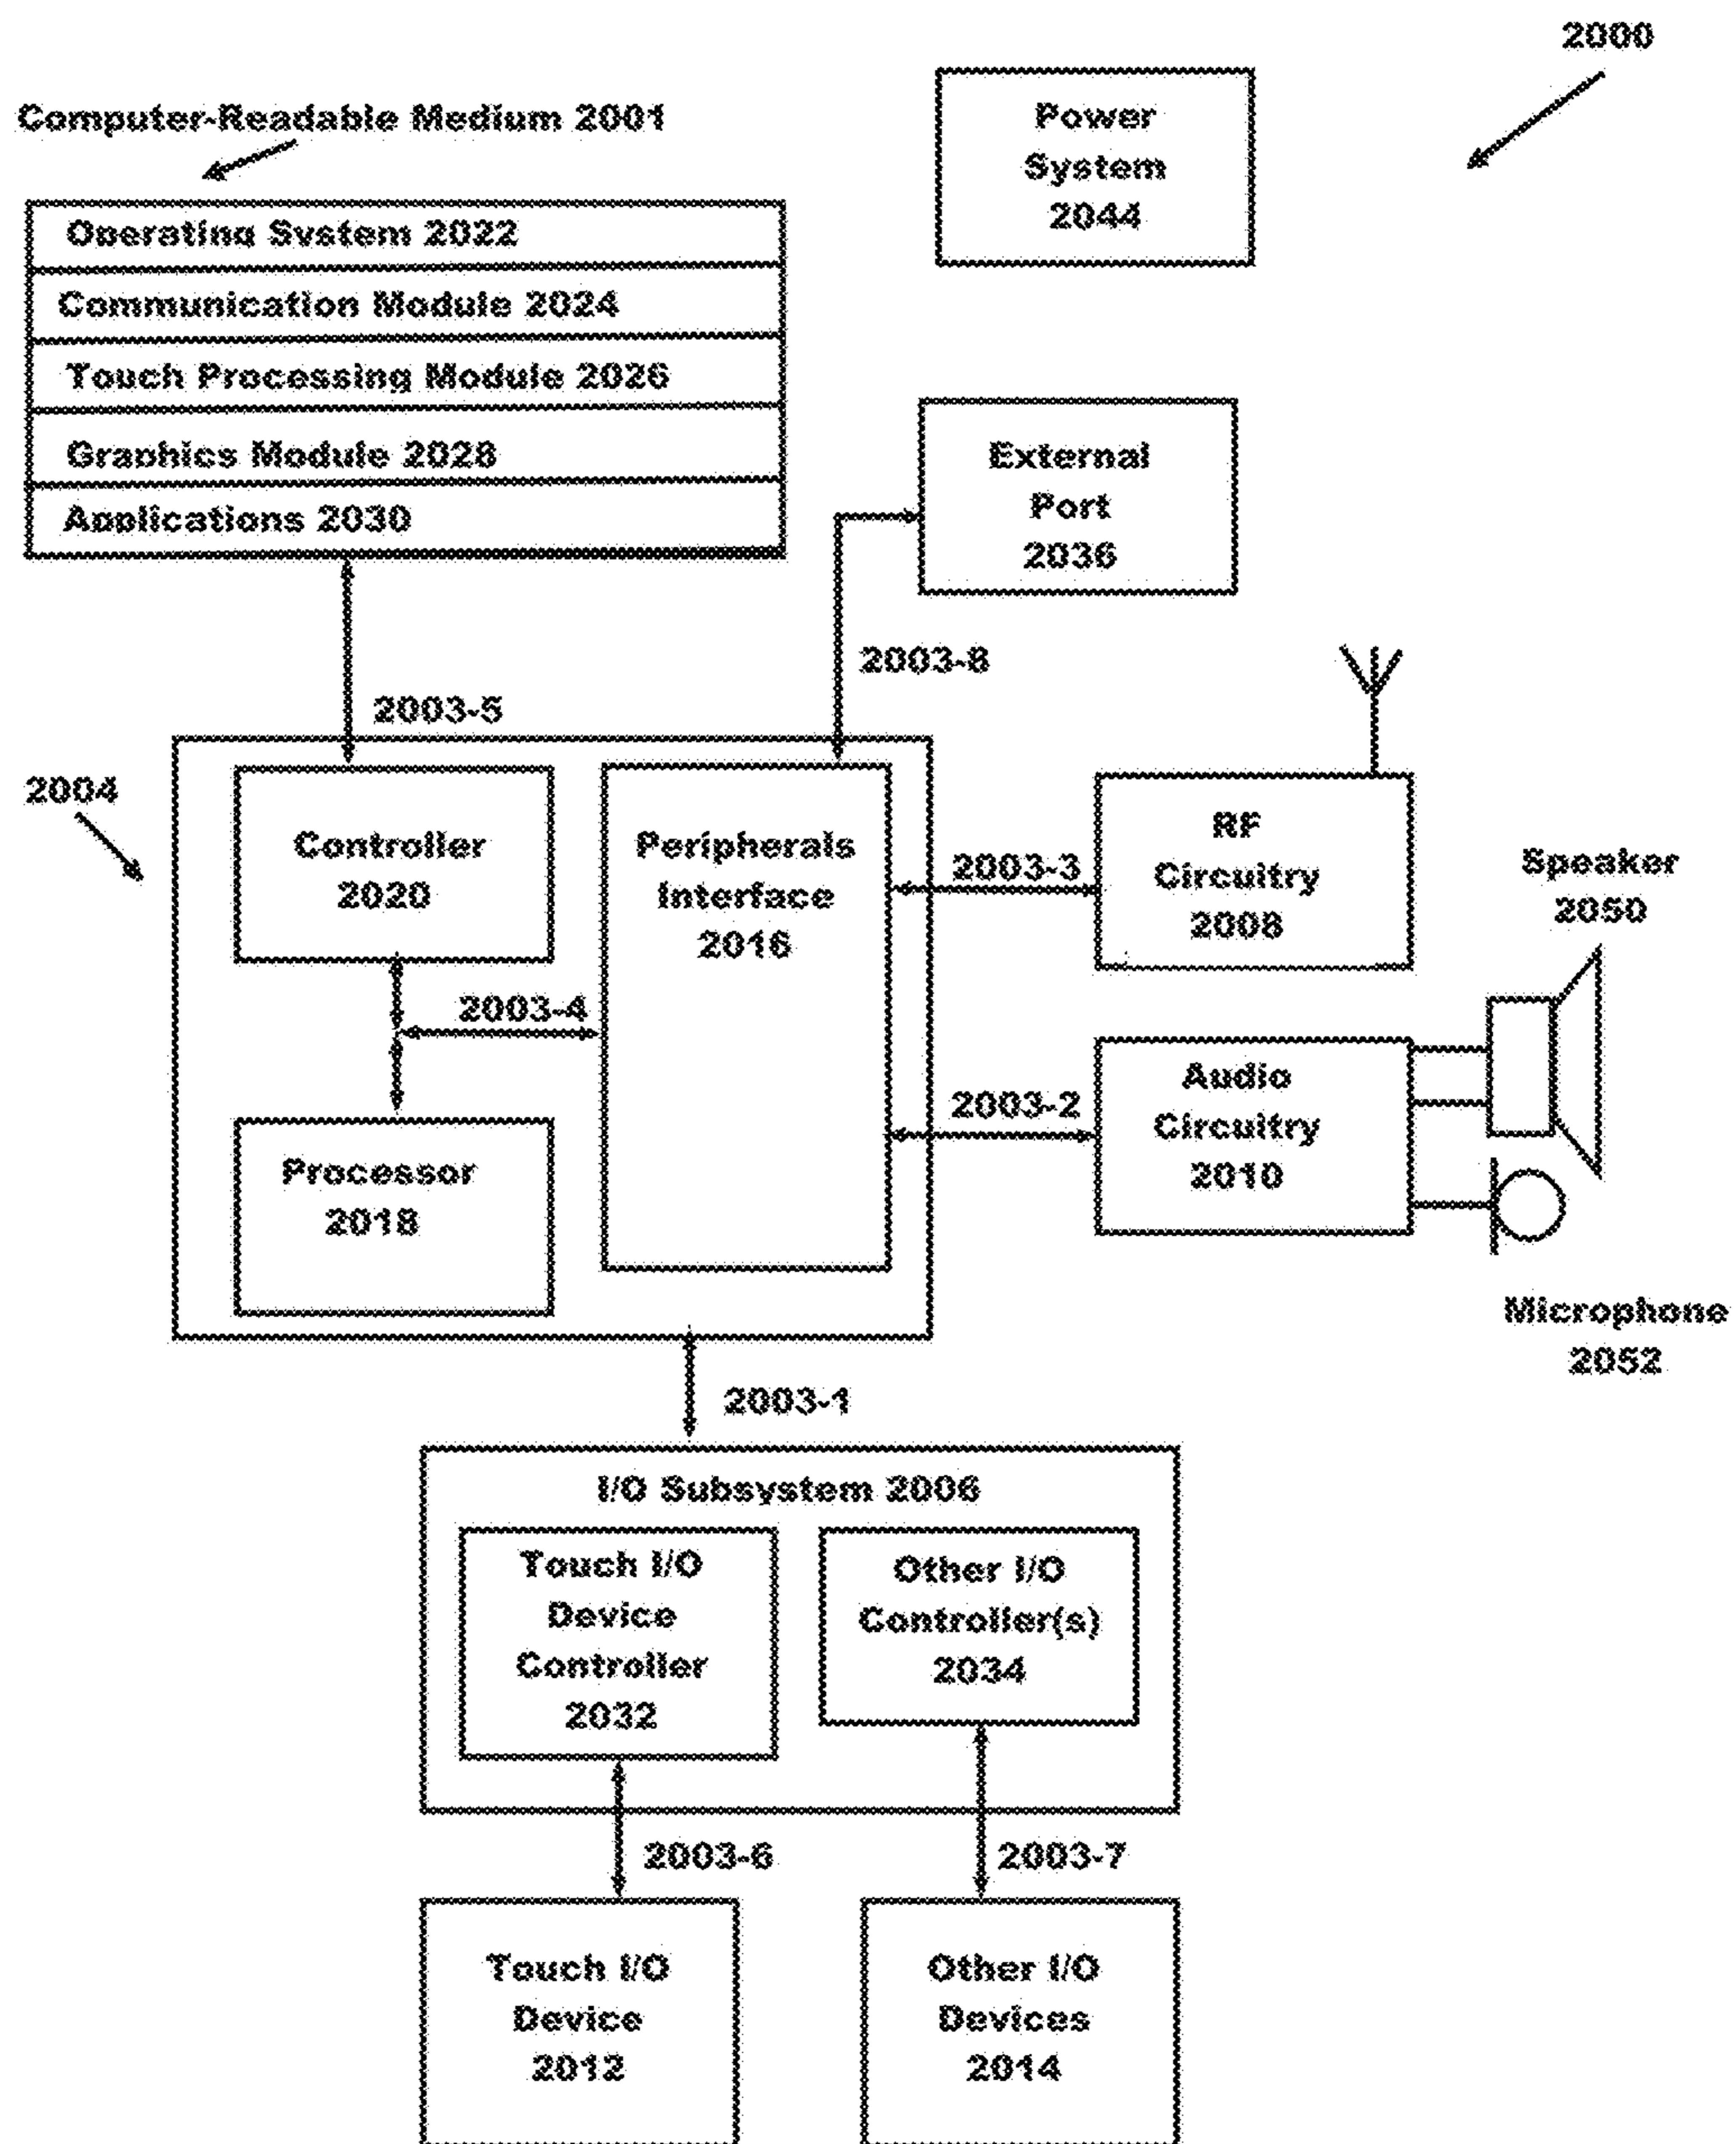 2000
Computer-Readable Medium 2001
Power
System
2044
Operating System 2022
Communication Module 2024
Touch Processing Module 2026
Graphics Module 2028
Applications 2030
External
Port
2036
2003-8
2003-5
2004
Controller
2020
Peripherals
Interface
2016
2003-3
RF
Circuitry
2008
Speaker
2050
2003-4
Processor
2018
2003-2
Audio
Circuitry
2010
Microphone
2052
2003-1
I/O Subsystem 2006
Touch I/O
Device
Controller
2032
Other I/O
Controller(s)
2034
2003-6
2003-7
Touch I/O
Device
2012
Other I/O
Devices
2014